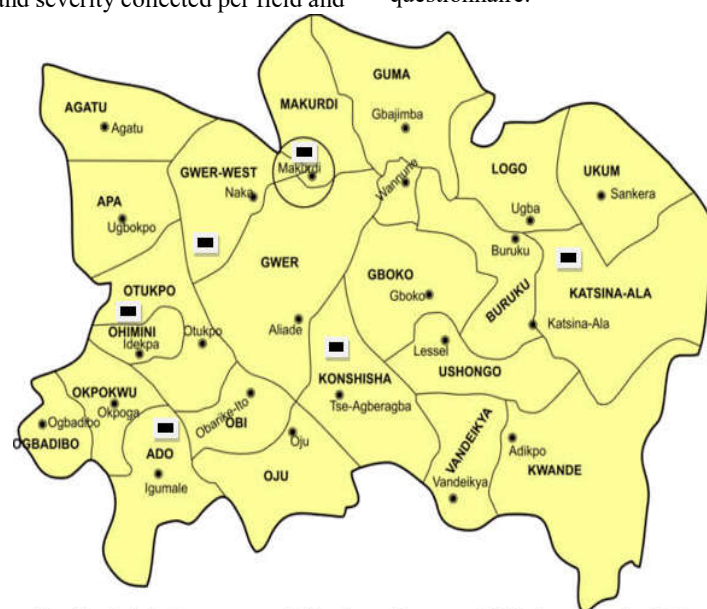 and severity collected per field and
questionnaire.
GUMA
MAKURDI
AGATU
Gbajimba
Agatu
LOGO
UKUM
GWER-WEST
Makurdi
Wannune
Naka
Sankera
APA
Ugbokpo
Ugba
Buruku
GWER
OTUKPO
GBOKO
BURUKU
KATSINA-ALA
Gboko
Aliade
Katsina-Ala
OHIMINI
Otukpo
Idekpa
Lessel
USHONGO
KONSHISHA
OKPOKWU
Tse-Agberagba
Okpoga
Obarike-Ito
Ogbadibo
OBI
OGBADIBO
Oju
VANDEIKYA
Adikpo
ADO
KWANDE
OJU
Igumale
Vandeikya